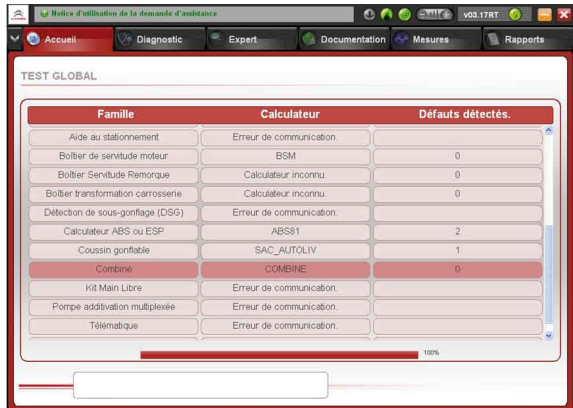 Notice d'utilisation de la demande d'assistance
v03.17RT
Accueil Diagnostic Expert Documentation Mesures Rapports
TEST GLOBAL
Famille Calculateur Défauts détectés.
Aide au stationnement Erreur de communication.
Boîtier de servitude moteur BSM 0
Boîtier Servitude Remorque Calculateur inconnu. 0
Boîtier transformation carrosserie Calculateur inconnu. 0
Détection de sous-gonflage (DSG) Erreur de communication.
Calculateur ABS ou ESP ABS81 2
Coussin gonflable SAC_AUTOLIV 1
Combiné COMBINE 0
Kit Main Libre Erreur de communication.
Pompe additivation multiplexée Erreur de communication.
Télématique Erreur de communication.
100%